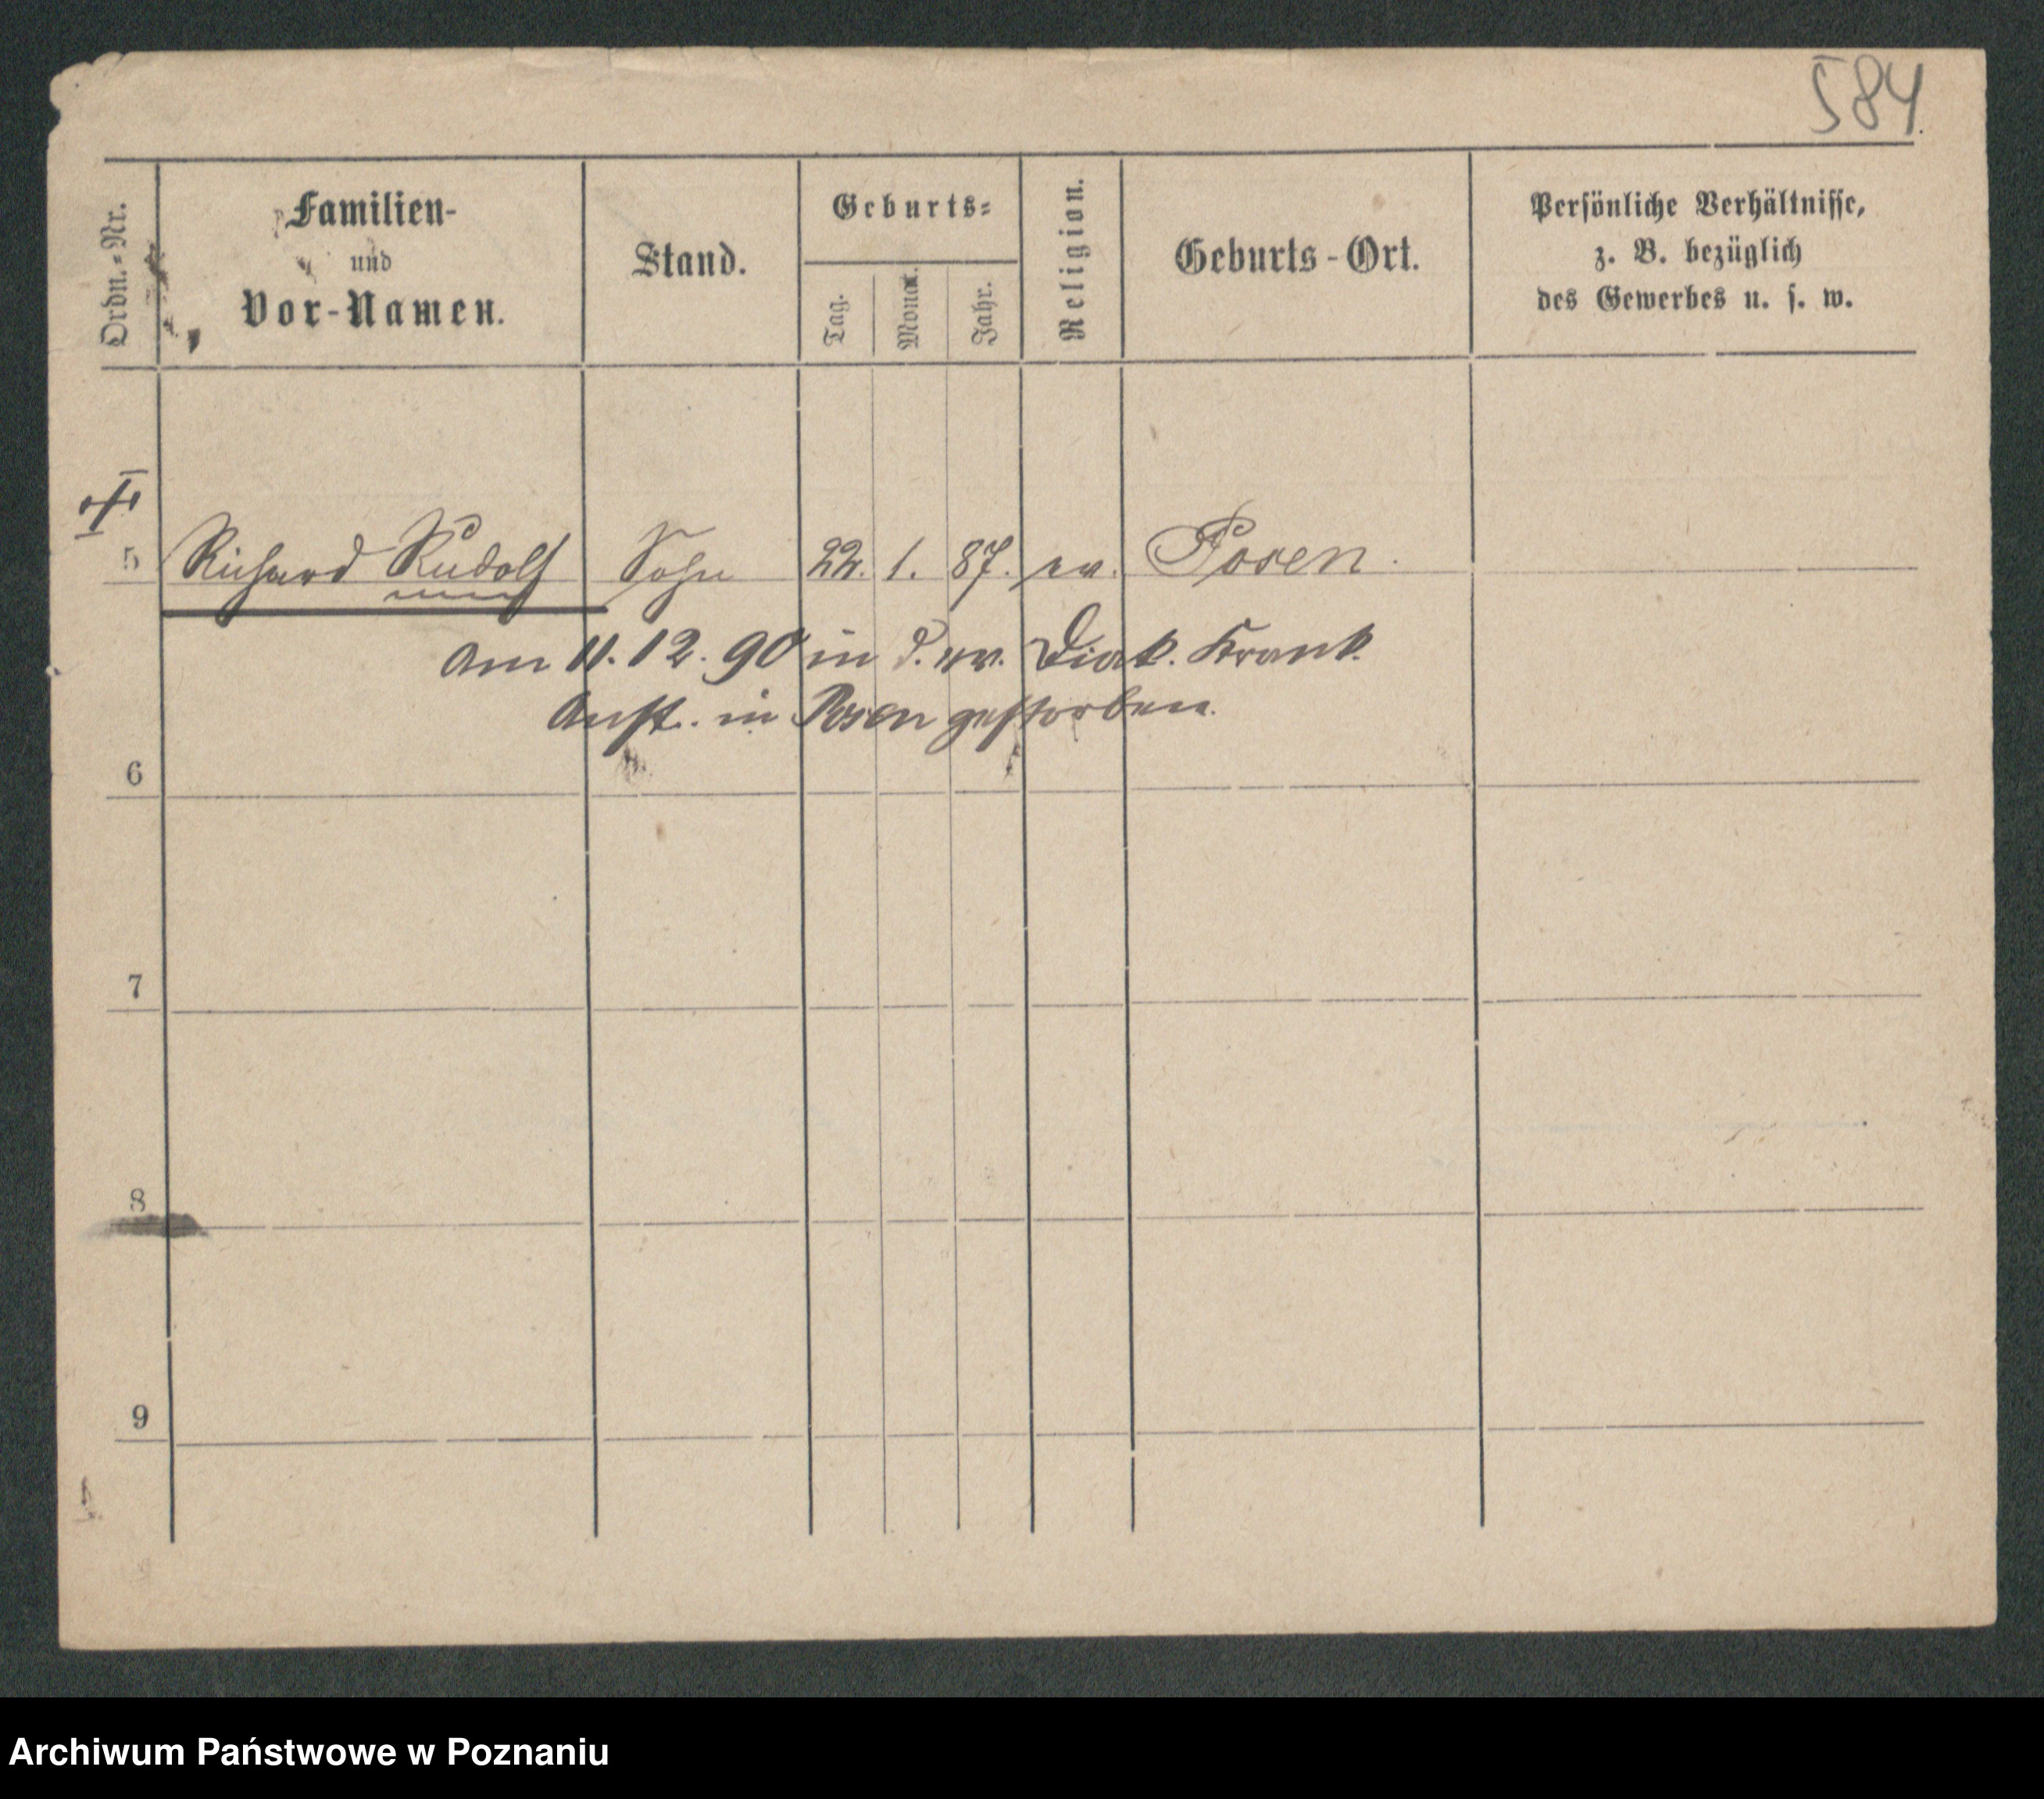 584.
Ordn.-Nr.
Familien-
und
Vor-Namen.
Stand.
Geburts-
Tag.
Monat.
Jahr.
Religion.
Geburts-Ort.
Persönliche Verhältnisse,
z. B. bezüglich
des Gewerbes u. s. w.
5 Richard Rudolf Sohn 22. 1. 87. ev. Posen.
am 11. 12. 90 in d. ev. Diak. Krank.
Anst. in Posen gestorben.
6
7
8
9
Archiwum Państwowe w Poznaniu